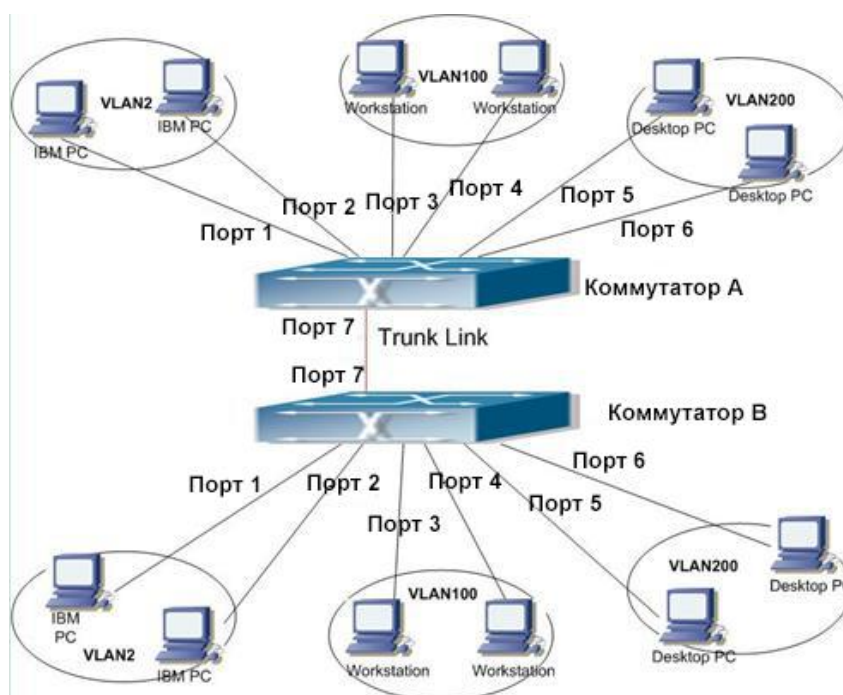 VLAN2
IBM PC
IBM PC
VLAN100
Workstation
Workstation
VLAN200
Desktop PC
Desktop PC
Порт 1
Порт 2
Порт 3
Порт 4
Порт 5
Порт 6
Коммутатор А
Порт 7
Trunk Link
Порт 7
Коммутатор В
Порт 1
Порт 2
Порт 3
Порт 4
Порт 5
Порт 6
IBM
PC
VLAN2
IBM PC
VLAN100
Workstation
Workstation
VLAN200
Desktop PC
Desktop PC